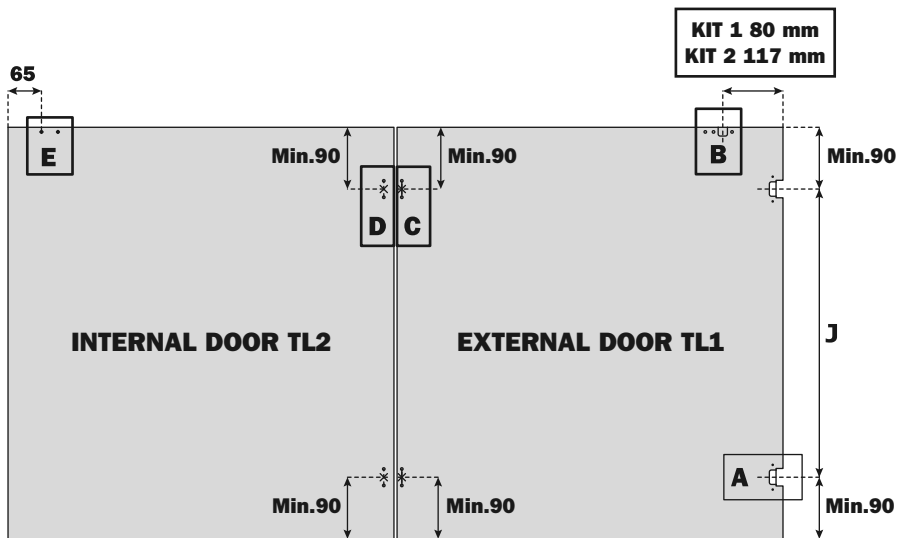 KIT 1 80 mm
KIT 2 117 mm
65
E
Min.90
Min.90
B
Min.90
D
C
INTERNAL DOOR TL2
EXTERNAL DOOR TL1
J
A
Min.90
Min.90
Min.90